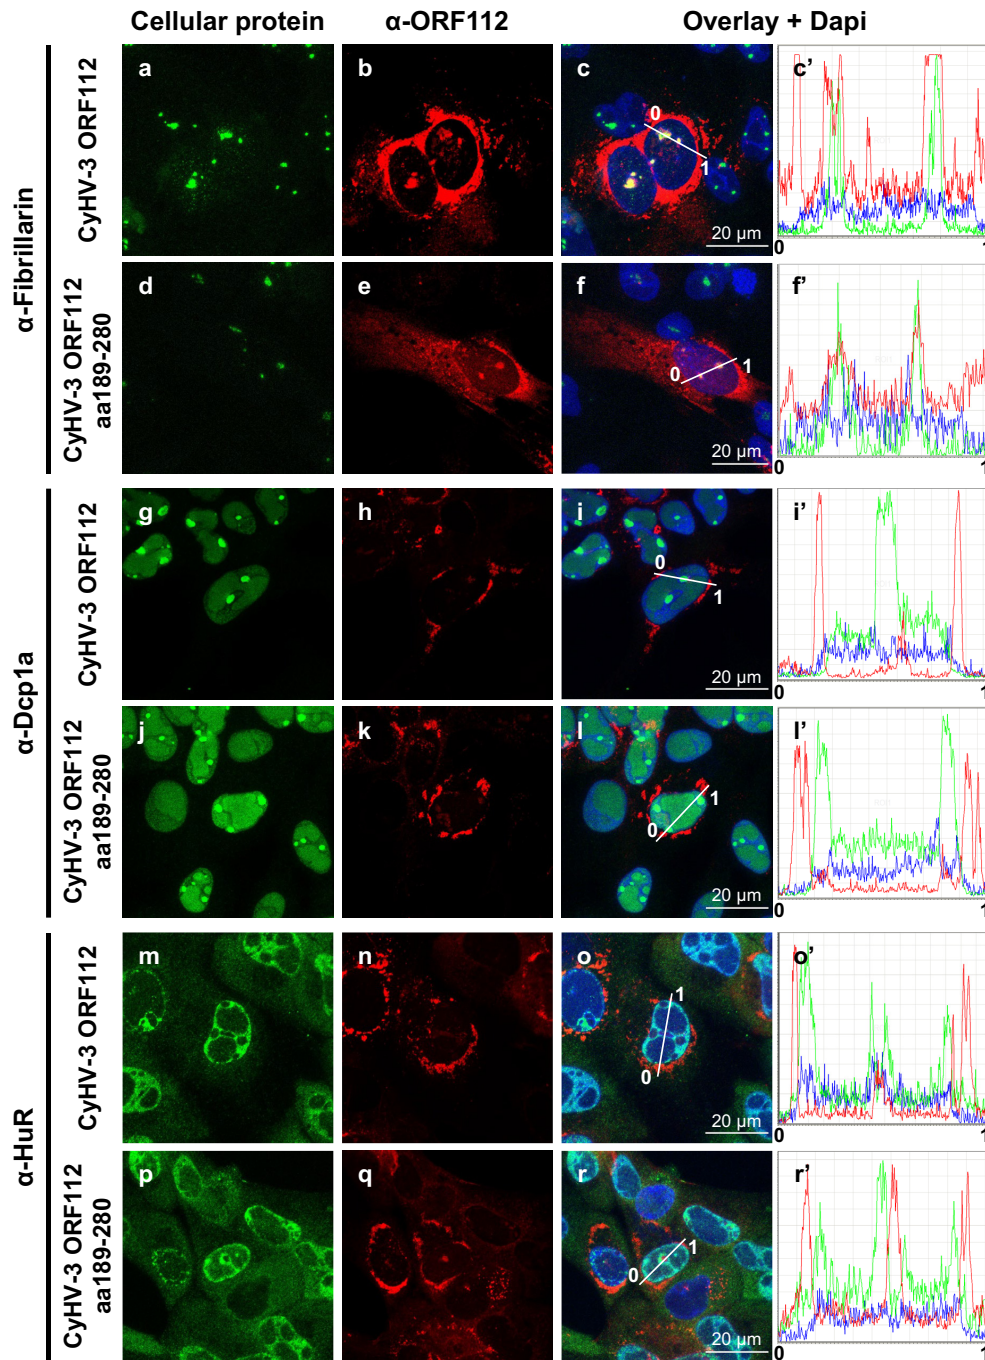 Cellular protein α-ORF112 Overlay + Dapi
α-Fibrillarin
CyHV-3 ORF112
a b c 0 1 20 µm c’ 0 1
CyHV-3 ORF112
aa189-280
d e f 0 1 20 µm f’ 0 1
α-Dcp1a
CyHV-3 ORF112
g h i 0 1 20 µm i’ 0 1
CyHV-3 ORF112
aa189-280
j k l 0 1 20 µm l’ 0 1
α-HuR
CyHV-3 ORF112
m n o 1 0 20 µm o’ 0 1
CyHV-3 ORF112
aa189-280
p q r 1 0 20 µm r’ 0 1